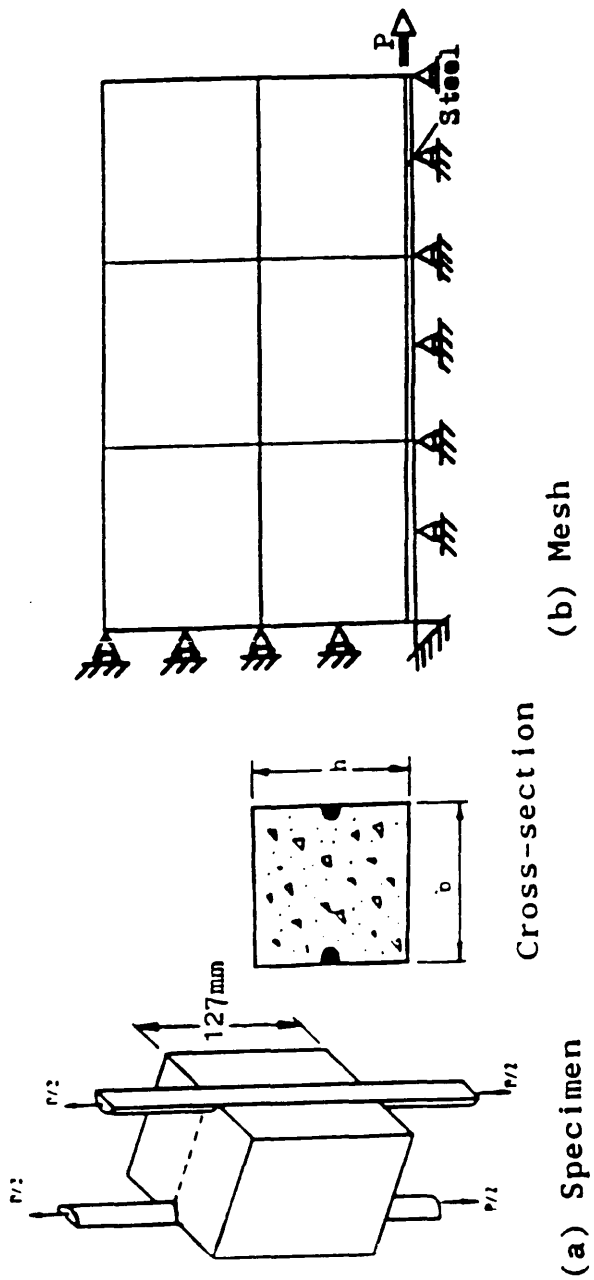 P/2
P/2
127mm
P/2
P/2
(a) Specimen
h
b
Cross-section
P
Steel
(b) Mesh